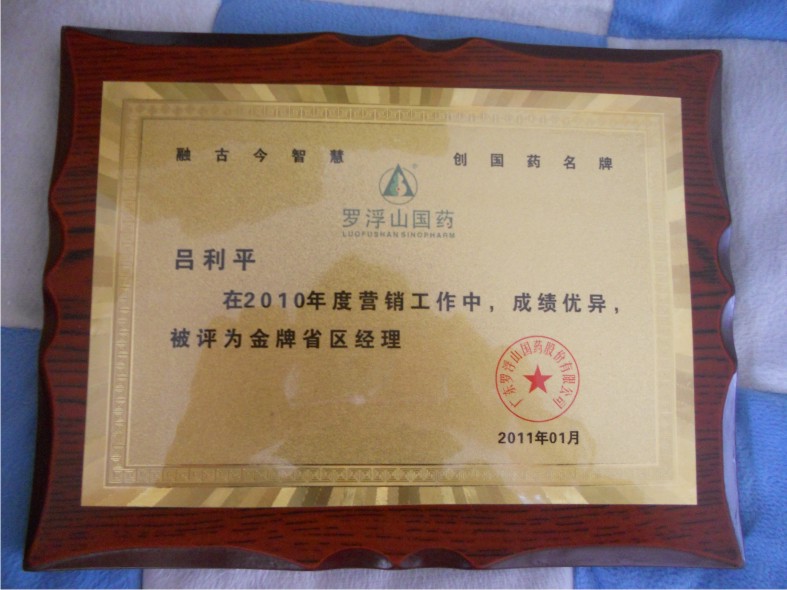 融古今智慧 创国药名牌
®
罗浮山国药
LUOFUSHAN SINOPHARM
吕利平
在2010年度营销工作中，成绩优异，
被评为金牌省区经理
广东罗浮山国药股份有限公司
2011年01月